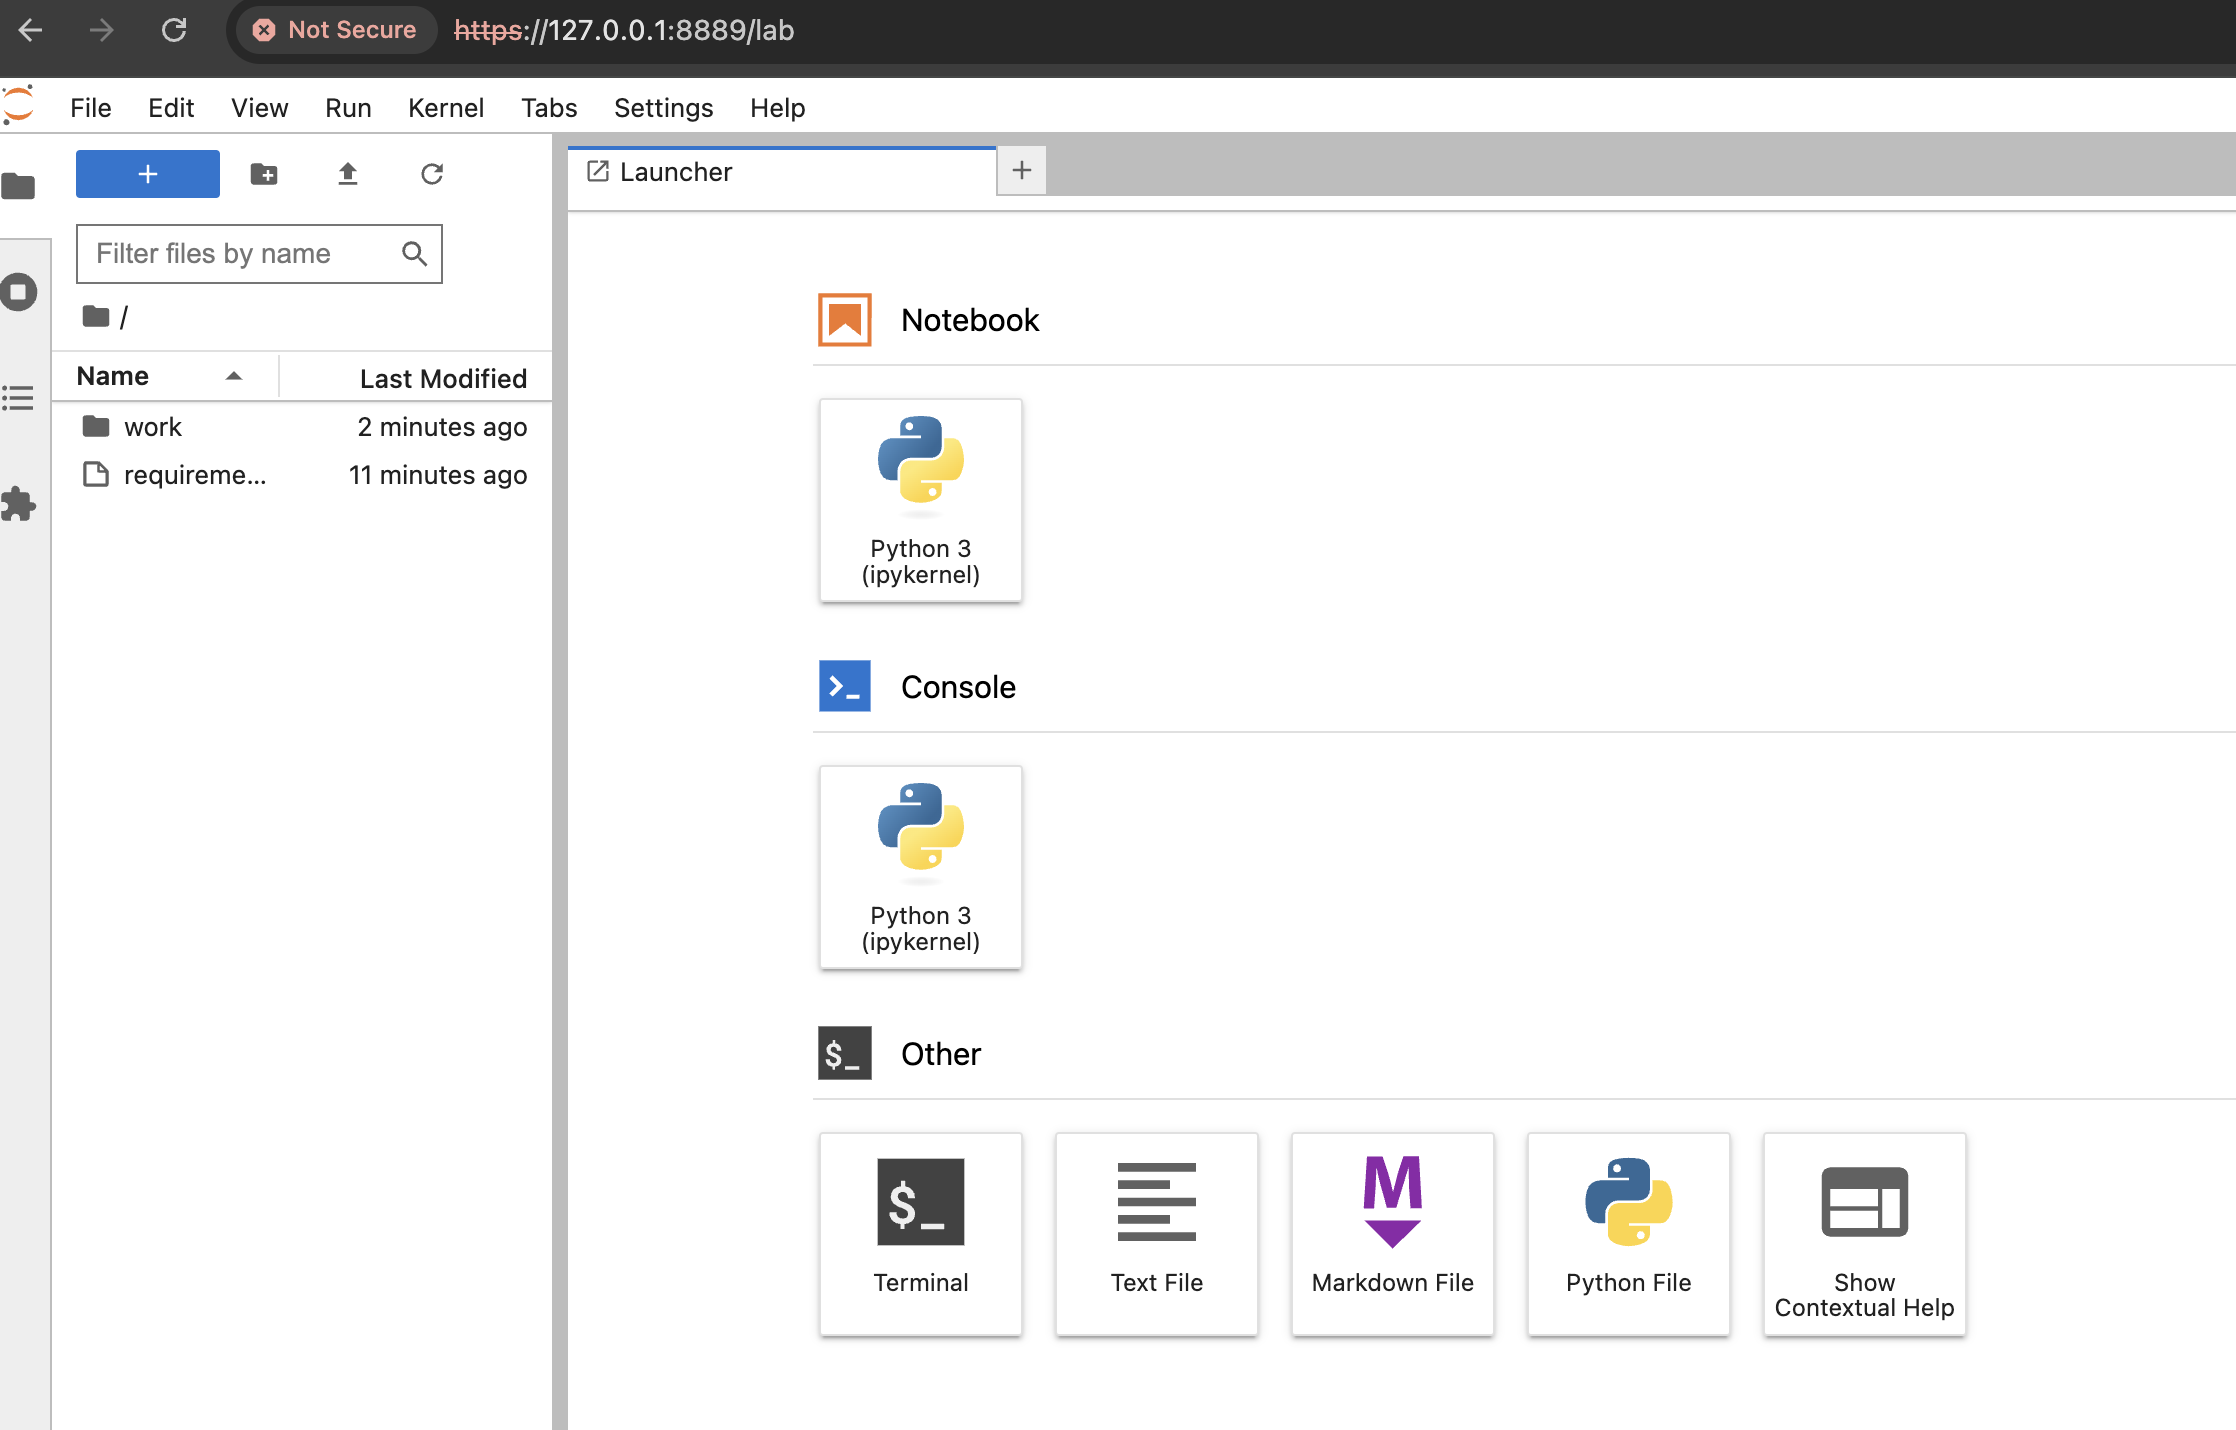 Not Secure https://127.0.0.1:8889/lab
File Edit View Run Kernel Tabs Settings Help
Launcher
Filter files by name
/
Name Last Modified
work 2 minutes ago
requireme... 11 minutes ago
Notebook
Python 3
(ipykernel)
Console
Python 3
(ipykernel)
$_ Other
$_
M
Terminal Text File Markdown File Python File Show
Contextual Help